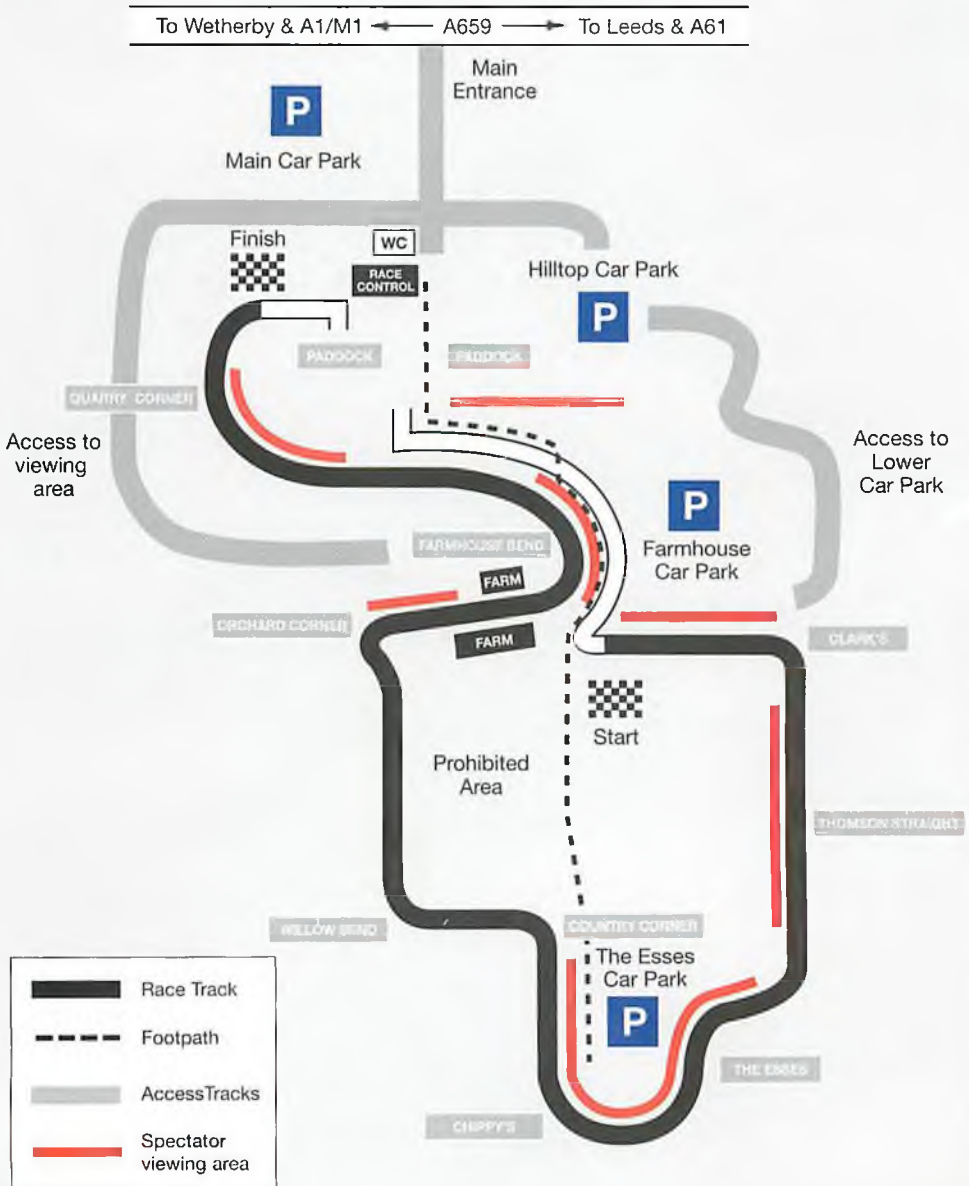 To Wetherby & A1/M1 A659 To Leeds & A61
Main
Entrance
P
Main Car Park
Finish
WC
RACE
CONTROL
Hilltop Car Park
P
PADDOCK
PADDOCK
QUARRY CORNER
Access to
viewing
area
Access to
Lower
Car Park
P
Farmhouse
Car Park
FARMHOUSE BEND
FARM
ORCHARD CORNER
FARM
CLARK'S
Start
Prohibited
Area
THOMSON STRAIGHT
WILLOW BEND
COUNTRY CORNER
The Esses
Car Park
P
THE ESSES
CHIPPY'S
Race Track
Footpath
AccessTracks
Spectator
viewing area